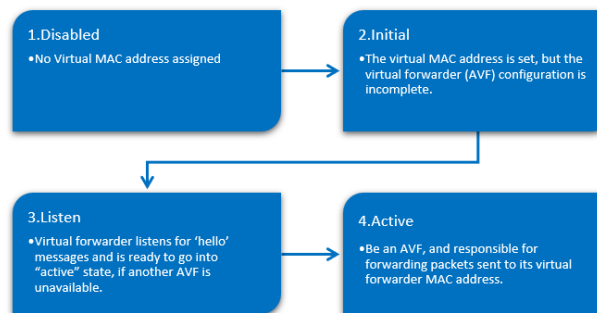 1.Disabled
•No Virtual MAC address assigned
2.Initial
•The virtual MAC address is set, but the
virtual forwarder (AVF) configuration is
incomplete.
3.Listen
•Virtual forwarder listens for ‘hello’
messages and is ready to go into
“active” state, if another AVF is
unavailable.
4.Active
•Be an AVF, and responsible for
forwarding packets sent to its virtual
forwarder MAC address.